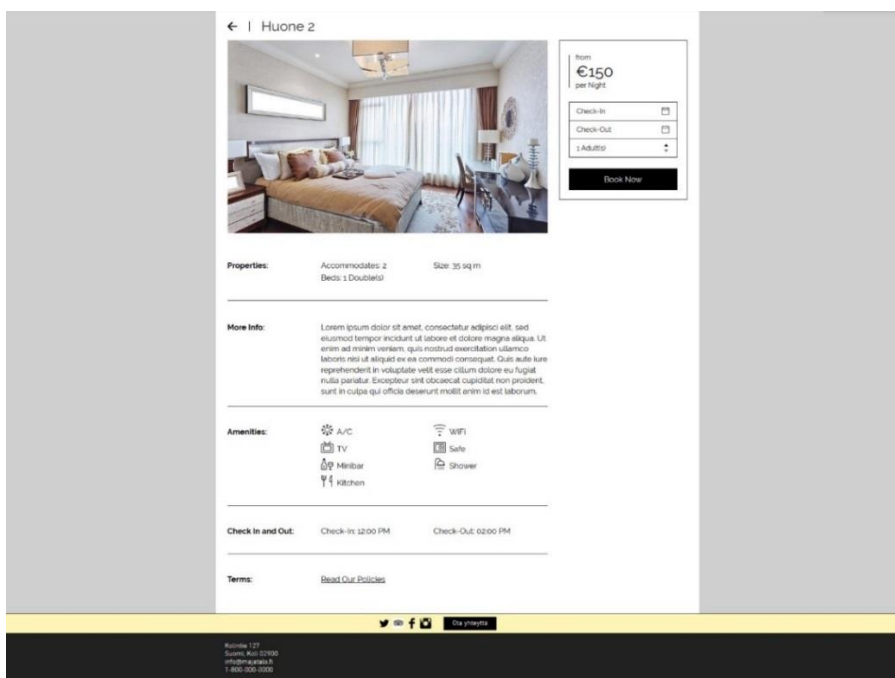 ← | Huone 2
from
€150
per Night
Check-In
Check-Out
1 Adult(s)
Book Now
Properties:
Accommodates: 2
Size: 35 sq m
Beds: 1 Double(s)
More Info:
Lorem ipsum dolor sit amet, consectetur adipisci elit, sed
eiusmod tempor incidunt ut labore et dolore magna aliqua. Ut
enim ad minim veniam, quis nostrud exercitation ullamco
laboris nisi ut aliquid ex ea commodi consequat. Quis aute iure
reprehenderit in voluptate velit esse cillum dolore eu fugiat
nulla pariatur. Excepteur sint obcaecat cupiditat non proident,
sunt in culpa qui officia deserunt mollit anim id est laborum.
Amenities:
A/C
WiFi
TV
Safe
Minibar
Shower
Kitchen
Check In and Out:
Check-In: 12:00 PM
Check-Out: 02:00 PM
Terms:
Read Our Policies
Ota yhteyttä
Kolintie 127
Suomi, Koli 02900
info@majatalo.fi
1-800-000-0000